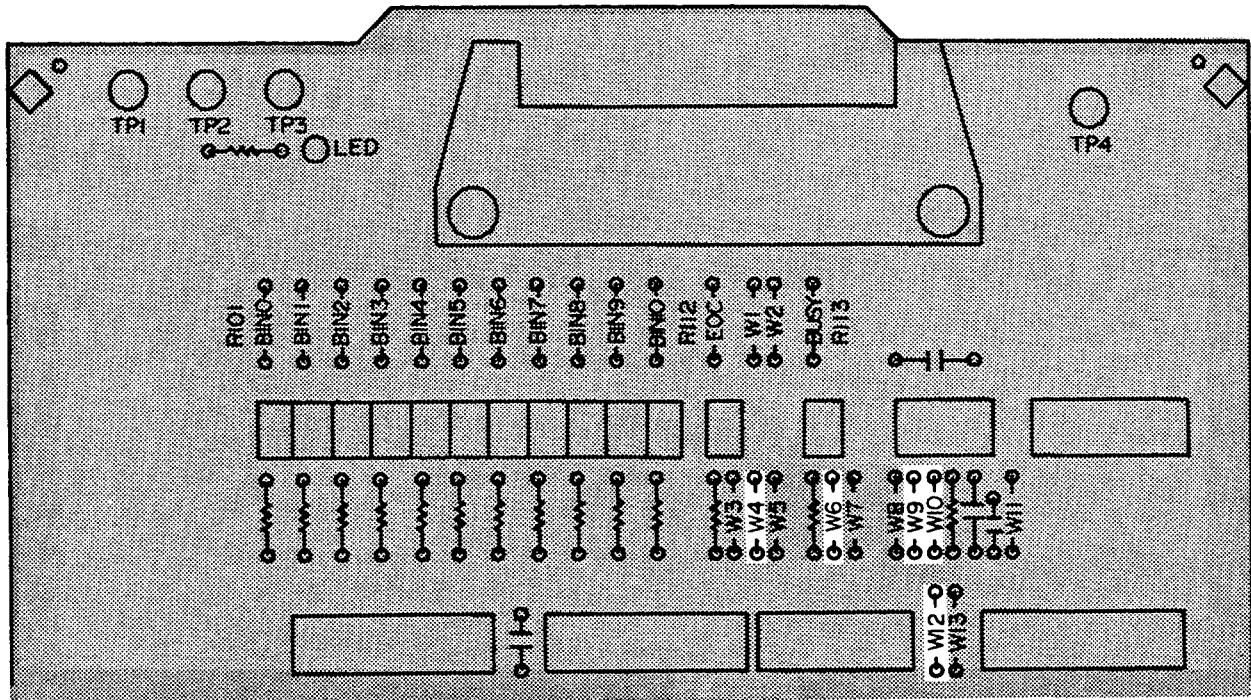 TP1 TP2 TP3
LED
TP4
R101 BIN0 BIN1 BIN2 BIN3 BIN4 BIN5 BIN6 BIN7 BIN8 BIN9 BIN0 R112 EOC W1 W2 BUSY R113
W3 W4 W5 W6 W7 W8 W9 W10 W11
W12 W13